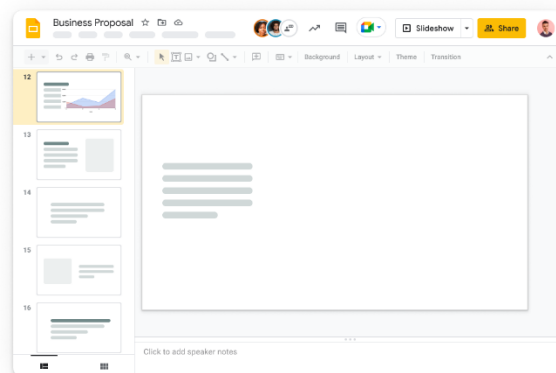 Business Proposal
Slideshow
Share
Background
Layout
Theme
Transition
12
13
14
15
16
Click to add speaker notes